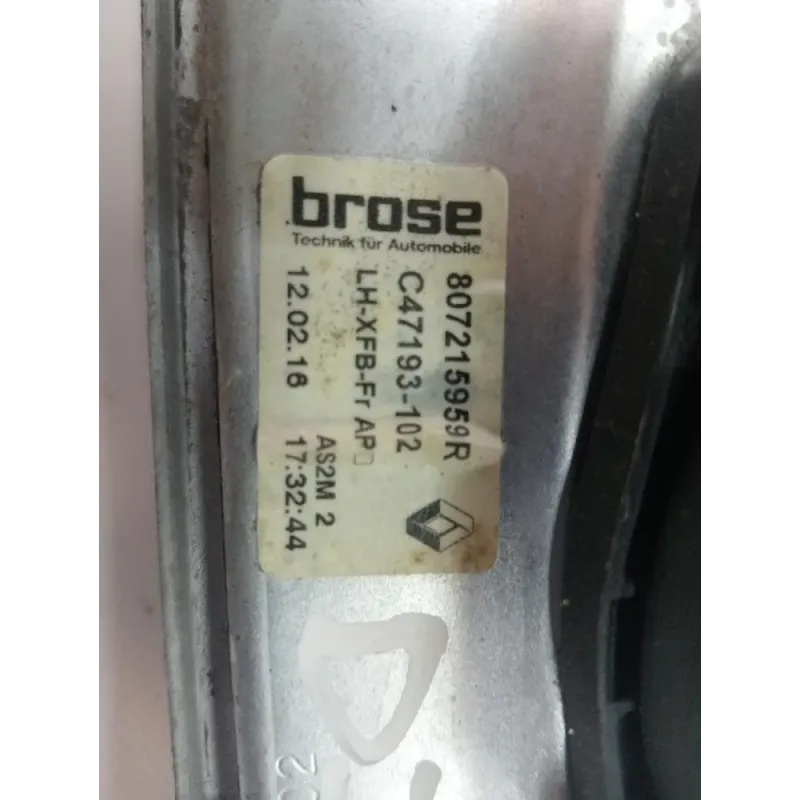 brose
Technik für Automobile
807215959R
C47193-102
LH-XFB-Fr AP
AS2M 2
12.02.16 17:32:44